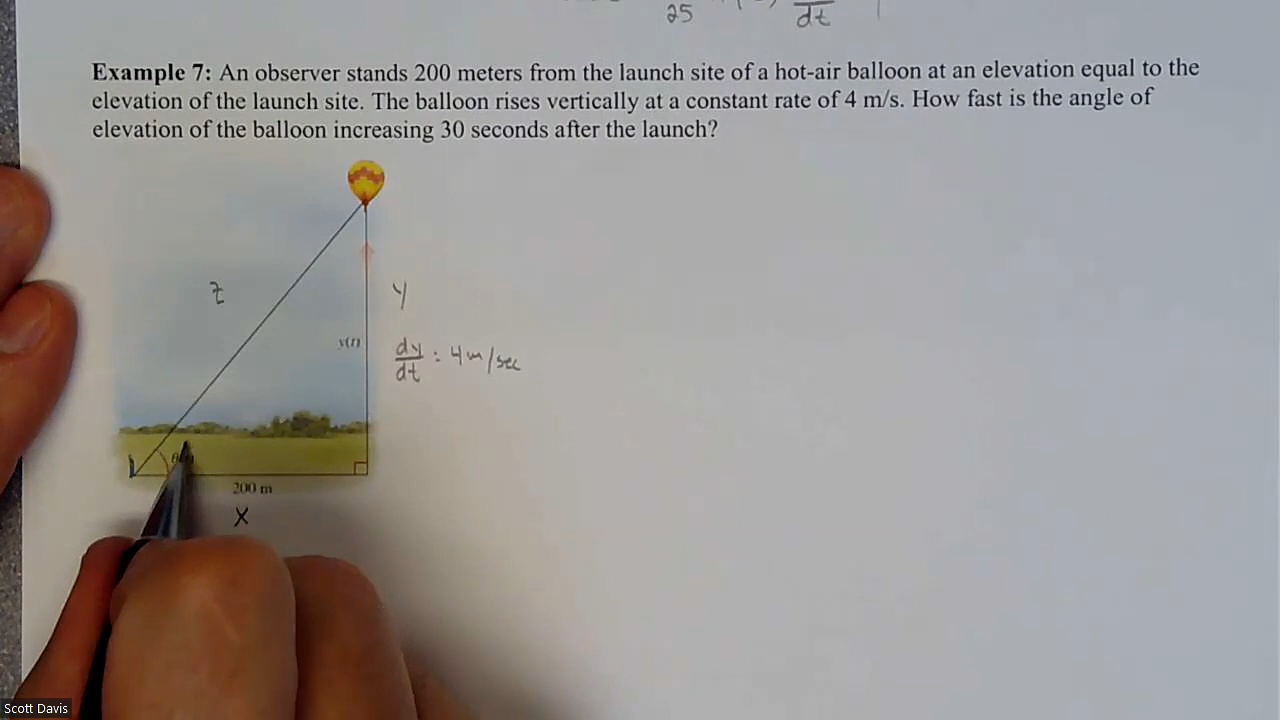 25
dt
Example 7: An observer stands 200 meters from the launch site of a hot-air balloon at an elevation equal to the
elevation of the launch site. The balloon rises vertically at a constant rate of 4 m/s. How fast is the angle of
elevation of the balloon increasing 30 seconds after the launch?
z
y
y(t)
dy/dt = 4m/sec
θ
200 m
x
Scott Davis